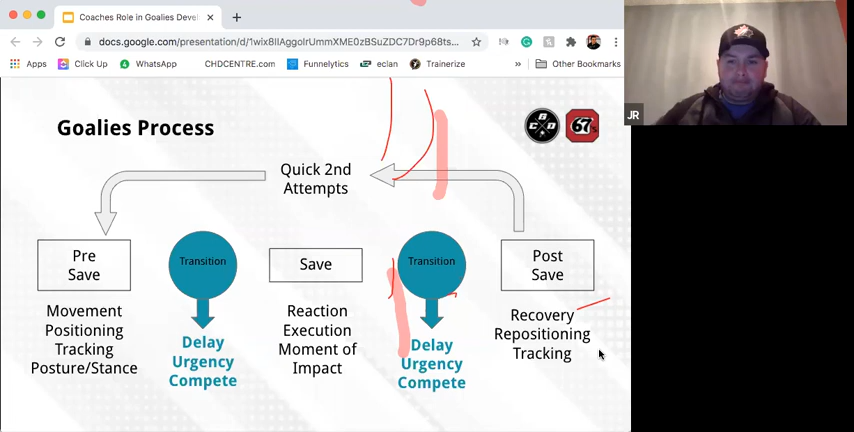 Coaches Role in Goalies Devel
docs.google.com/presentation/d/1wix8IIAggolrUmmXME0zBSuZDC7Dr9p68ts...
Apps Click Up WhatsApp CHDCENTRE.com Funnelytics eclan Trainerize » Other Bookmarks
JR
Goalies Process
67's
Quick 2nd
Attempts
Pre
Save
Transition
Save
Transition
Post
Save
Movement
Positioning
Tracking
Posture/Stance
Delay
Urgency
Compete
Reaction
Execution
Moment of
Impact
Delay
Urgency
Compete
Recovery
Repositioning
Tracking